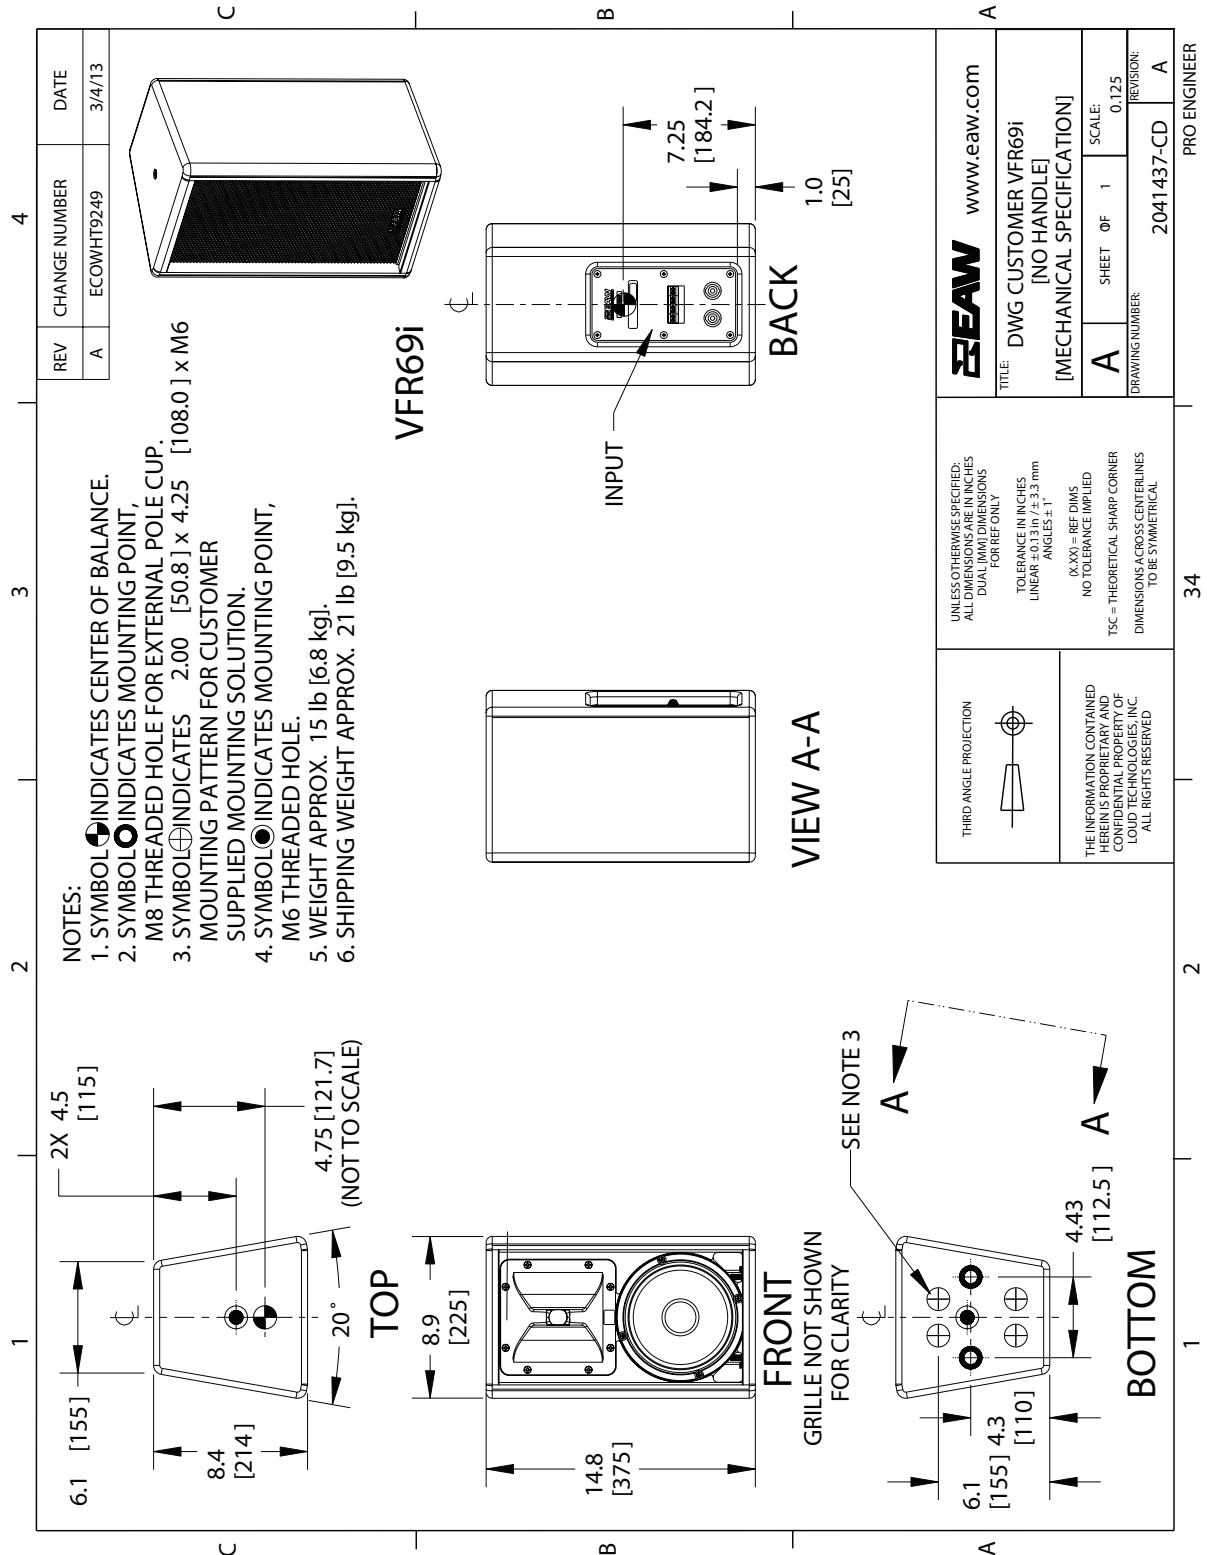 1
2
3
4
C
B
A
NOTES:
1. SYMBOL INDICATES CENTER OF BALANCE.
2. SYMBOL INDICATES MOUNTING POINT,
M8 THREADED HOLE FOR EXTERNAL POLE CUP.
3. SYMBOL INDICATES 2.00 [50.8] x 4.25 [108.0] x M6
MOUNTING PATTERN FOR CUSTOMER
SUPPLIED MOUNTING SOLUTION.
4. SYMBOL INDICATES MOUNTING POINT,
M6 THREADED HOLE.
5. WEIGHT APPROX. 15 lb [6.8 kg].
6. SHIPPING WEIGHT APPROX. 21 lb [9.5 kg].
REV CHANGE NUMBER DATE
A ECOWHT9249 3/4/13
6.1 [155]
2X 4.5
[115]
8.4
[214]
4.75 [121.7]
(NOT TO SCALE)
20°
CL
TOP
VFR69i
8.9
[225]
14.8
[375]
FRONT
GRILLE NOT SHOWN
FOR CLARITY
VIEW A-A
CL
INPUT
7.25
[184.2]
1.0
[25]
BACK
SEE NOTE 3
CL
6.1
[155]
4.3
[110]
4.43
[112.5]
A
A
BOTTOM
THIRD ANGLE PROJECTION
THE INFORMATION CONTAINED
HEREIN IS PROPRIETARY AND
CONFIDENTIAL PROPERTY OF
LOUD TECHNOLOGIES, INC.
ALL RIGHTS RESERVED
UNLESS OTHERWISE SPECIFIED:
ALL DIMENSIONS ARE IN INCHES
DUAL [MM] DIMENSIONS
FOR REF ONLY
TOLERANCE IN INCHES
LINEAR ± 0.13 in / ± 3.3 mm
ANGLES ± 1°
(X.XX) = REF DIMS
NO TOLERANCE IMPLIED
TSC = THEORETICAL SHARP CORNER
DIMENSIONS ACROSS CENTERLINES
TO BE SYMMETRICAL
EAW www.eaw.com
TITLE: DWG CUSTOMER VFR69i
[NO HANDLE]
[MECHANICAL SPECIFICATION]
A
SHEET 1 OF 1
SCALE:
0.125
DRAWING NUMBER:
2041437-CD
REVISION:
A
PRO ENGINEER
C
B
A
1
2
34